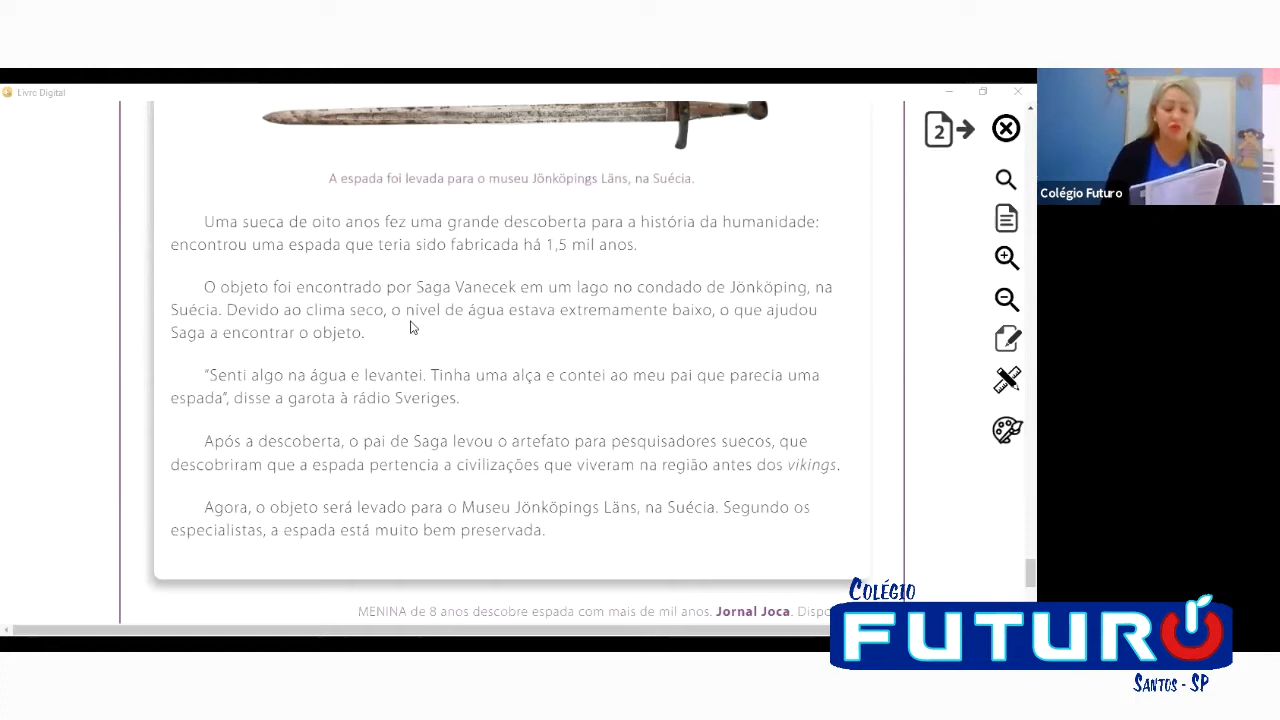 Livro Digital
2
Colégio Futuro
A espada foi levada para o museu Jönköpings Läns, na Suécia.
Uma sueca de oito anos fez uma grande descoberta para a história da humanidade:
encontrou uma espada que teria sido fabricada há 1,5 mil anos.
O objeto foi encontrado por Saga Vanecek em um lago no condado de Jönköping, na
Suécia. Devido ao clima seco, o nível de água estava extremamente baixo, o que ajudou
Saga a encontrar o objeto.
“Senti algo na água e levantei. Tinha uma alça e contei ao meu pai que parecia uma
espada”, disse a garota à rádio Sveriges.
Após a descoberta, o pai de Saga levou o artefato para pesquisadores suecos, que
descobriram que a espada pertencia a civilizações que viveram na região antes dos vikings.
Agora, o objeto será levado para o Museu Jönköpings Läns, na Suécia. Segundo os
especialistas, a espada está muito bem preservada.
MENINA de 8 anos descobre espada com mais de mil anos. Jornal Joca. Dispo
COLÉGIO
FUTURO
SANTOS - SP